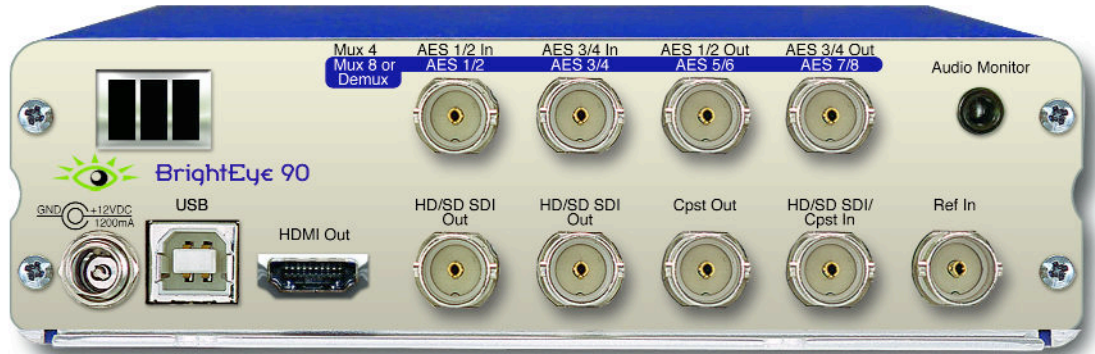 Mux 4
AES 1/2 In
AES 3/4 In
AES 1/2 Out
AES 3/4 Out
Mux 8 or
Demux
AES 1/2
AES 3/4
AES 5/6
AES 7/8
Audio Monitor
BrightEye 90
GND
+12VDC
1200mA
USB
HDMI Out
HD/SD SDI
Out
HD/SD SDI
Out
Cpst Out
HD/SD SDI/
Cpst In
Ref In